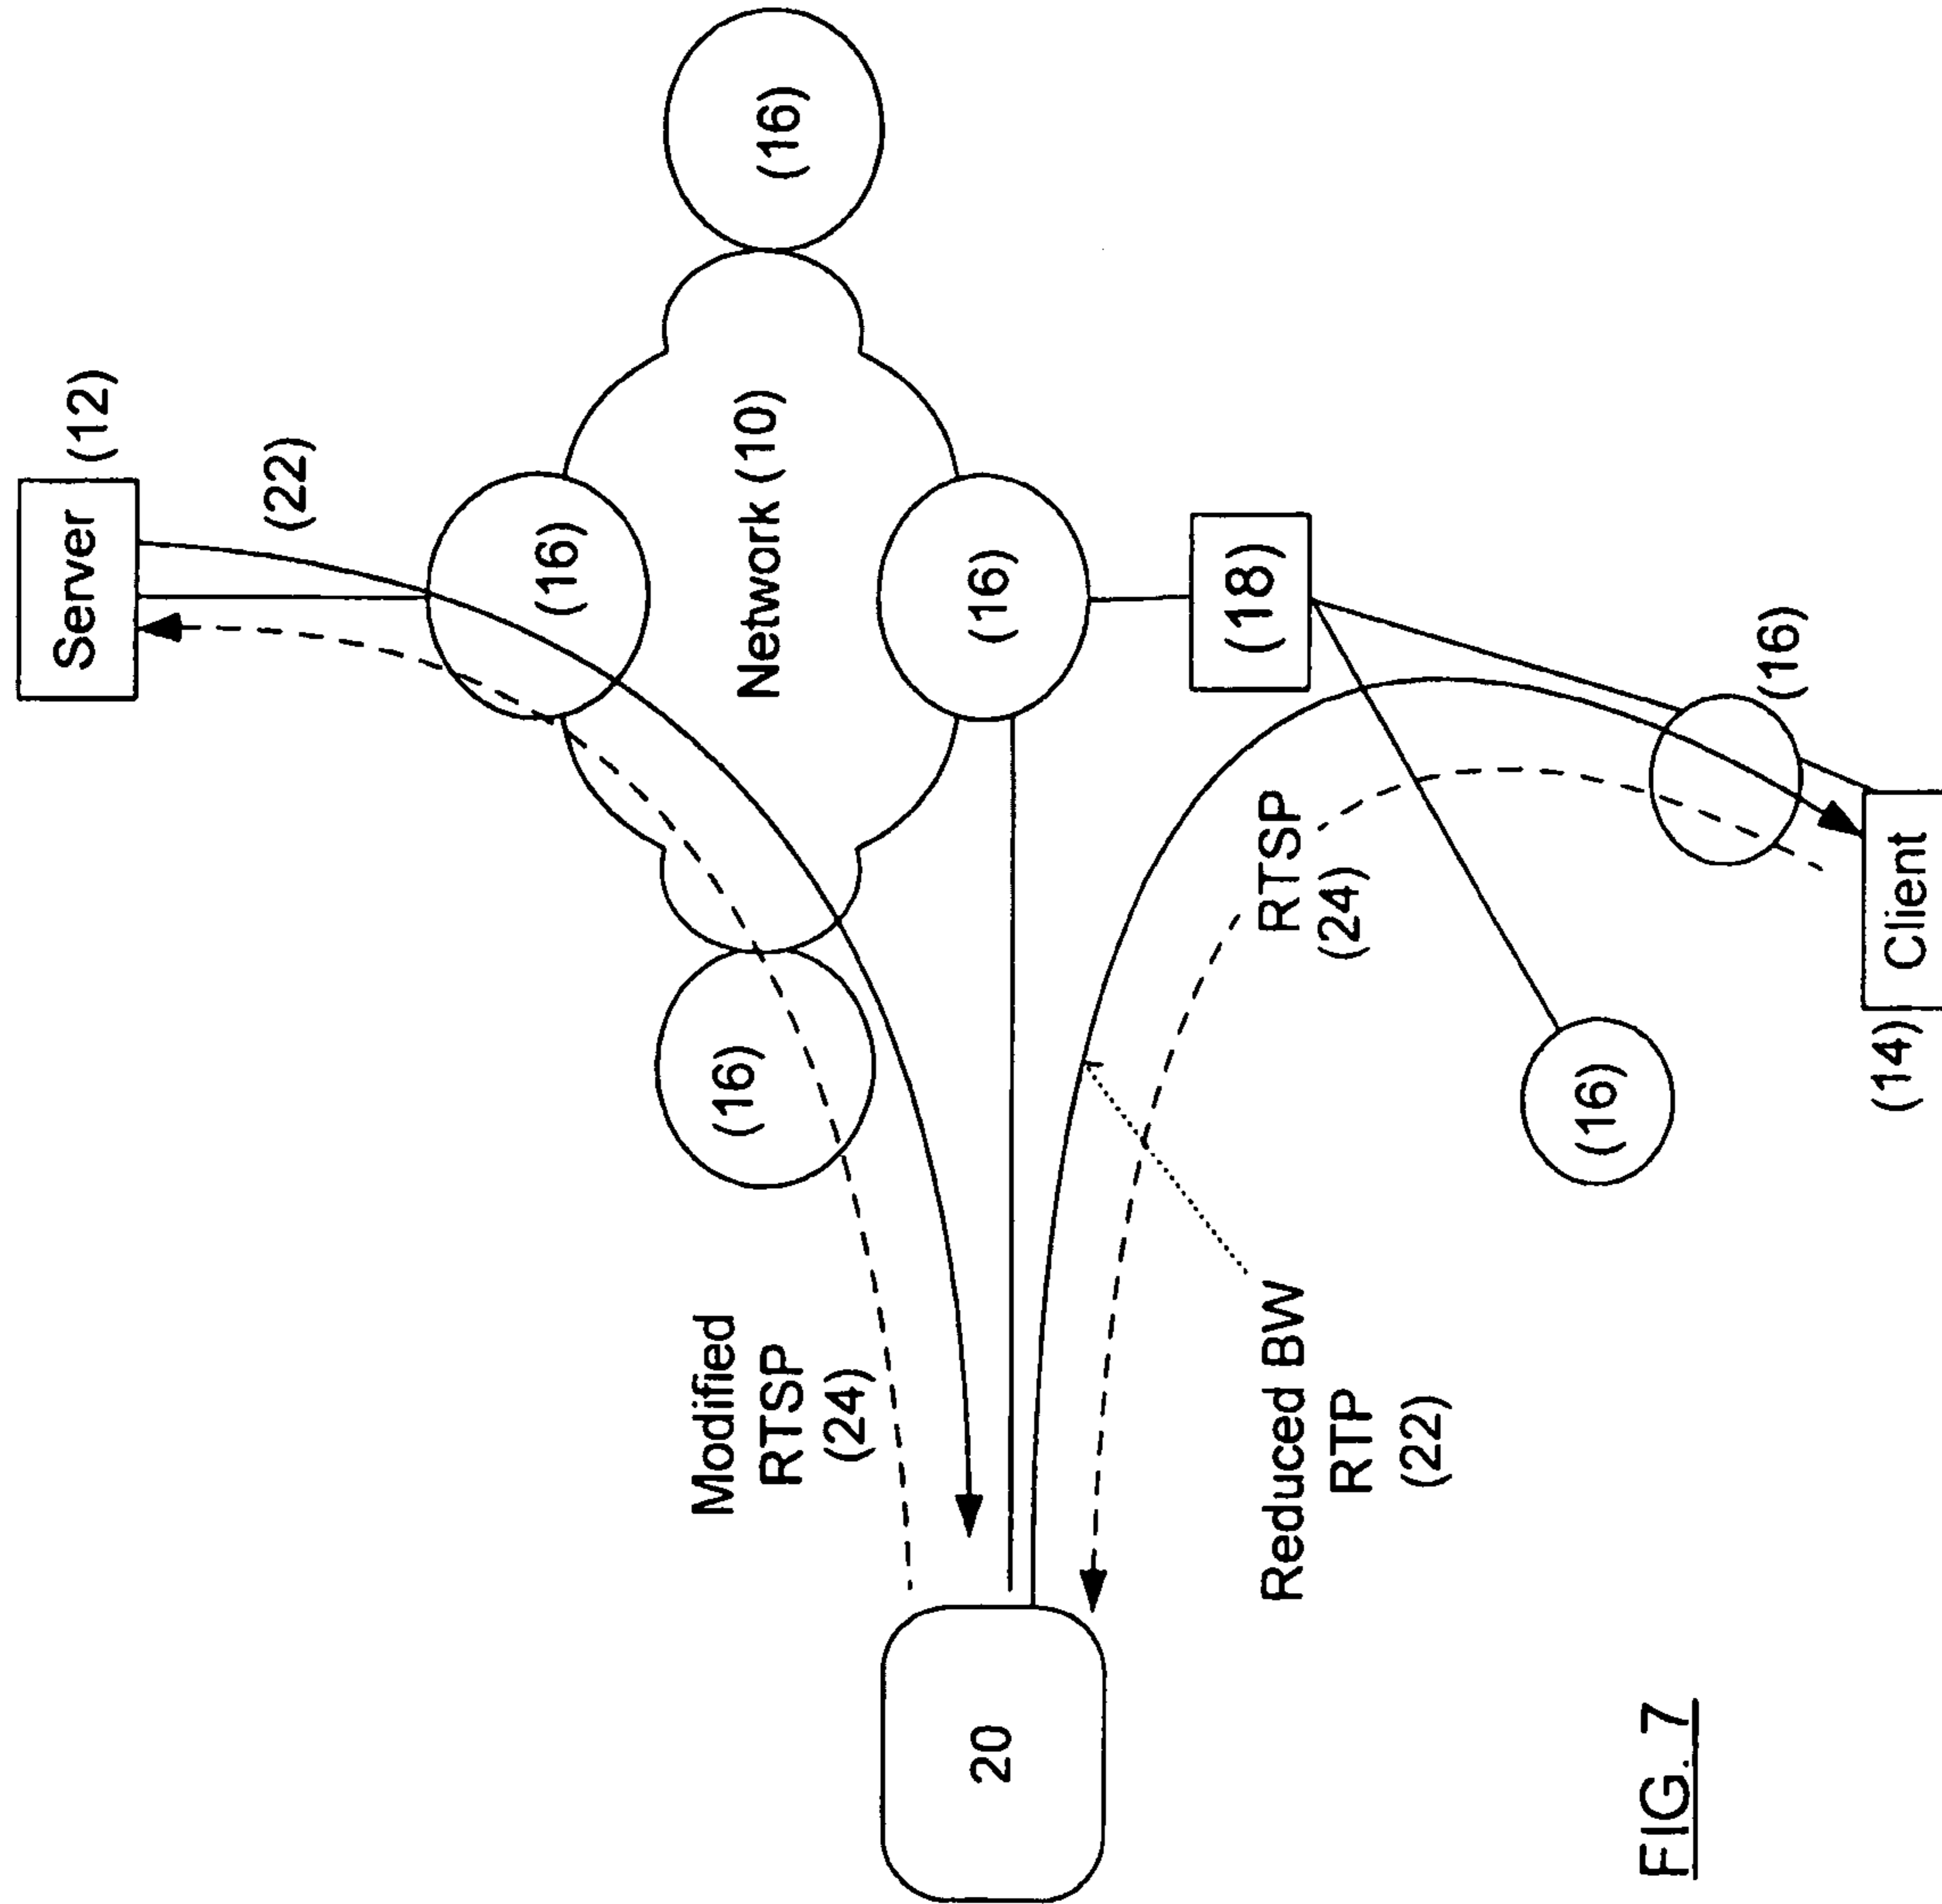 Server
(12)
(22)
(16)
(16)
Network (10)
(16)
(16)
Modified
RTSP
(24)
(18)
RTSP
(24)
(16)
(16)
Reduced BW
RTP
(22)
20
Client
(14)
FIG. 7